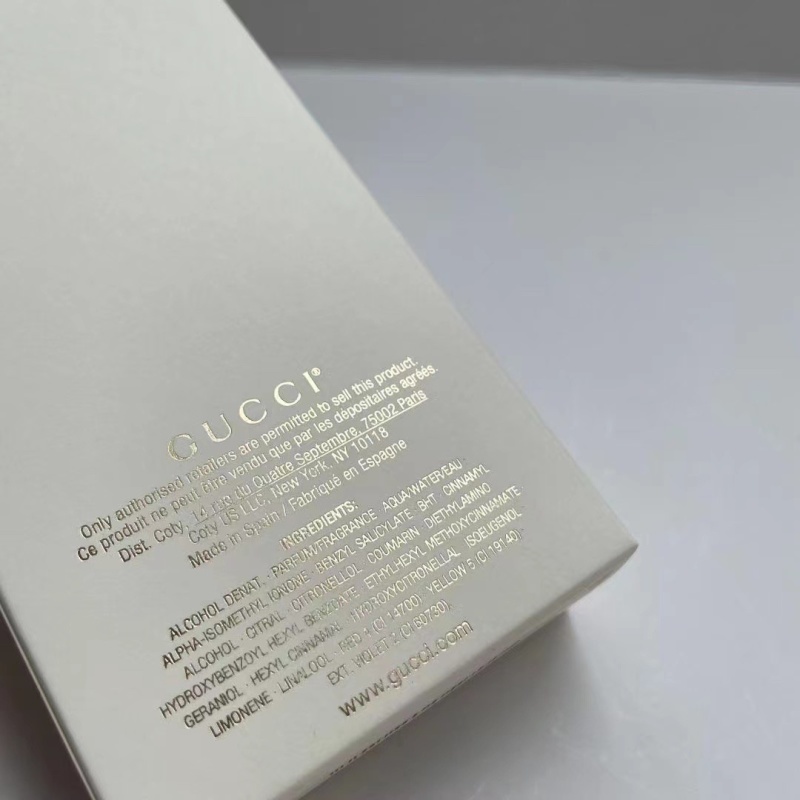 GUCCI®
Only authorised retailers are permitted to sell this product.
Ce produit ne peut être vendu que par les dépositaires agréés.
Dist. Coty, 14 rue du Quatre Septembre, 75002 Paris
Coty US LLC, New York, NY 10118
Made in Spain / Fabriqué en Espagne
INGREDIENTS:
ALCOHOL DENAT. · PARFUM/FRAGRANCE · AQUA/WATER/EAU ·
ALPHA-ISOMETHYL IONONE · BENZYL SALICYLATE · BHT · CINNAMYL
ALCOHOL · CITRAL · CITRONELLOL · COUMARIN · DIETHYLAMINO
HYDROXYBENZOYL HEXYL BENZOATE · ETHYLHEXYL METHOXYCINNAMATE
GERANIOL · HEXYL CINNAMAL · HYDROXYCITRONELLAL · ISOEUGENOL ·
LIMONENE · LINALOOL · RED 4 (CI 14700), YELLOW 5 (CI 19140),
EXT. VIOLET 2 (CI 60730).
www.gucci.com